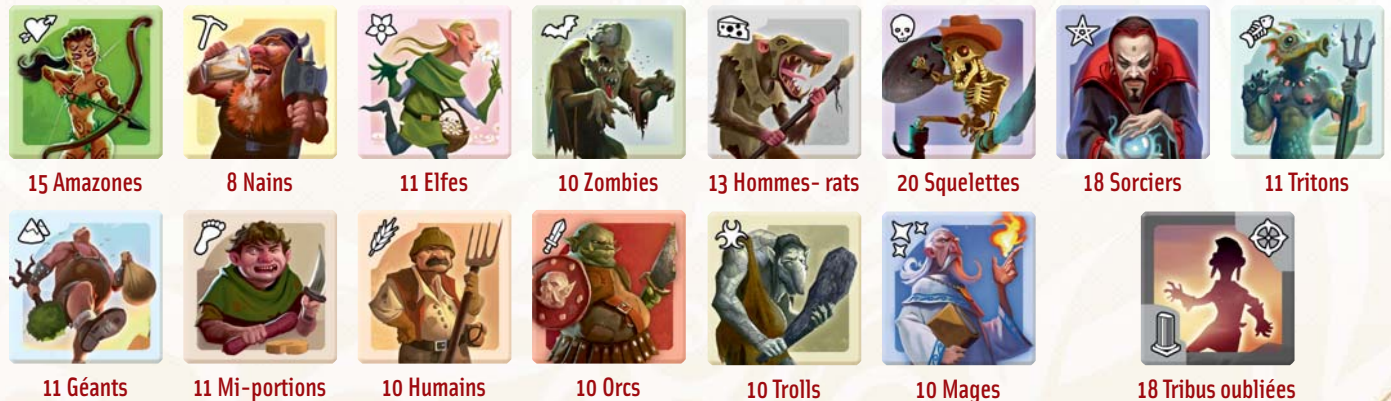 15 Amazones
8 Nains
11 Elfes
10 Zombies
13 Hommes- rats
20 Squelettes
18 Sorciers
11 Tritons
11 Géants
11 Mi-portions
10 Humains
10 Orcs
10 Trolls
10 Mages
18 Tribus oubliées